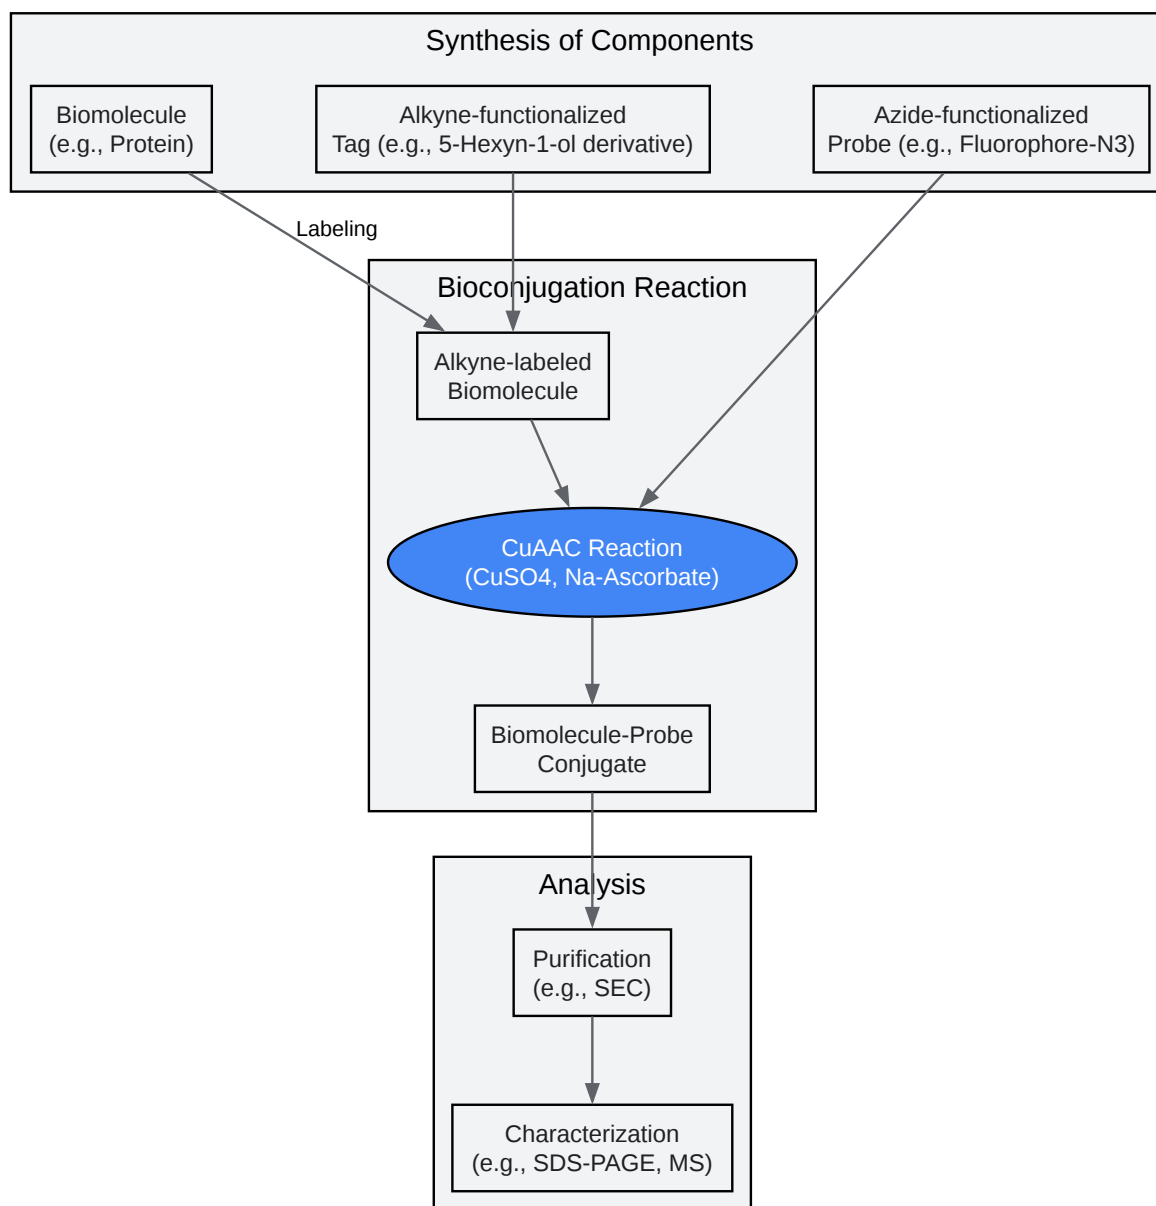 Synthesis of Components
Biomolecule
(e.g., Protein)
Alkyne-functionalized
Tag (e.g., 5-Hexyn-1-ol derivative)
Azide-functionalized
Probe (e.g., Fluorophore-N3)
Labeling
Bioconjugation Reaction
Alkyne-labeled
Biomolecule
CuAAC Reaction
(CuSO4, Na-Ascorbate)
Biomolecule-Probe
Conjugate
Analysis
Purification
(e.g., SEC)
Characterization
(e.g., SDS-PAGE, MS)